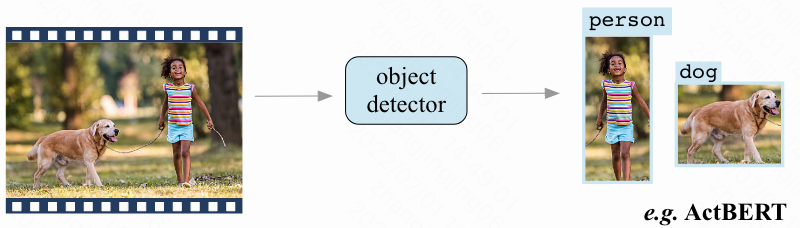 object
detector
person
dog
e.g. ActBERT